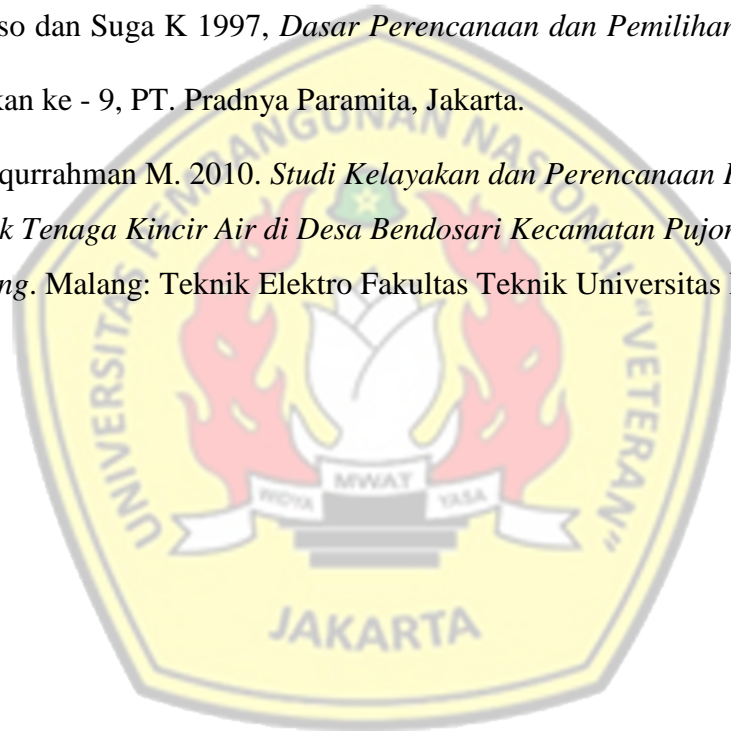 so dan Suga K 1997, Dasar Perencanaan dan Pemilihan
kan ke - 9, PT. Pradnya Paramita, Jakarta.
qurrahman M. 2010. Studi Kelayakan dan Perencanaan
k Tenaga Kincir Air di Desa Bendosari Kecamatan Pujon
ng. Malang: Teknik Elektro Fakultas Teknik Universitas
UNIVERSITAS PEMBANGUNAN NASIONAL "VETERAN"
WIDYA MWAT YASA
JAKARTA